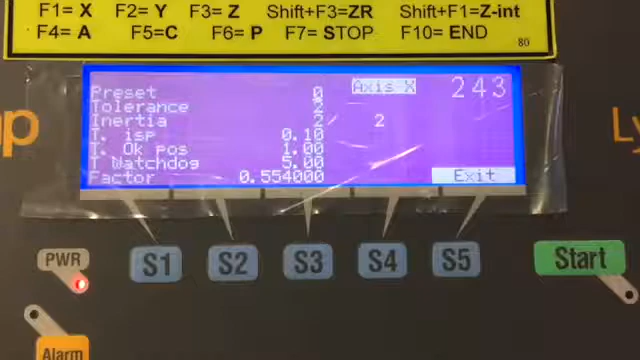 F1= X F2= Y F3= Z Shift+F3=ZR Shift+F1=Z-int
F4= A F5=C F6= P F7= STOP F10= END
80
Preset 0 Axis X 243
Tolerance 2
Inertia 2 2
T. isp 0.10
T. Ok pos 1.00
T Watchdog 5.00
Factor 0.554000 Exit
PWR S1 S2 S3 S4 S5 Start
Alarm